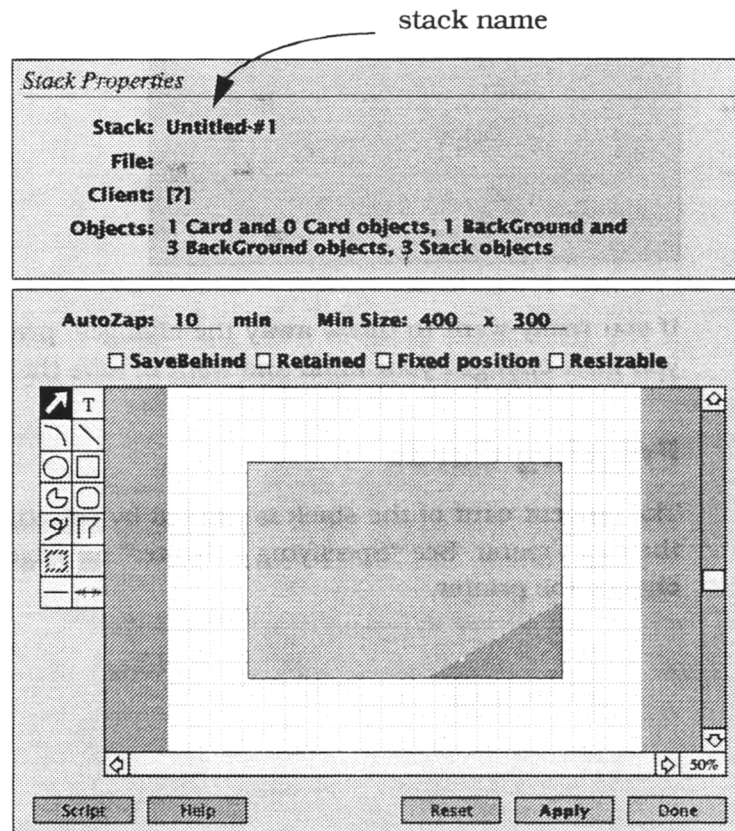 stack name
Stack Properties
Stack: Untitled #1
File:
Client: [?]
Objects: 1 Card and 0 Card objects, 1 BackGround and
3 BackGround objects, 3 Stack objects
AutoZap: 10 min Min Size: 400 x 300
SaveBehind Retained Fixed position Resizable
T
50%
Script Help Reset Apply Done